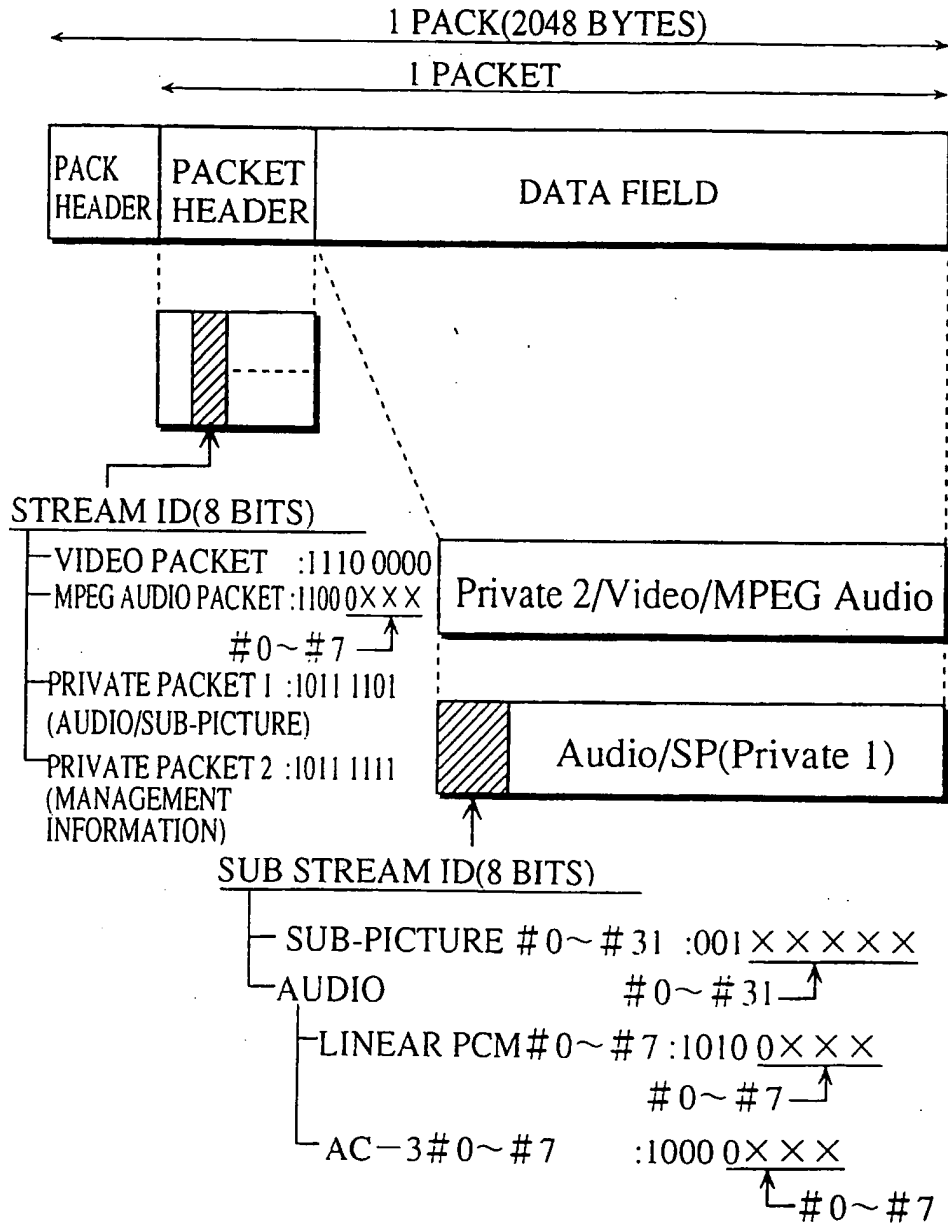 1 PACK(2048 BYTES)
1 PACKET
PACK
HEADER
PACKET
HEADER
DATA FIELD
STREAM ID(8 BITS)
VIDEO PACKET :1110 0000
MPEG AUDIO PACKET :1100 0×××
#0~#7
PRIVATE PACKET 1 :1011 1101
(AUDIO/SUB-PICTURE)
PRIVATE PACKET 2 :1011 1111
(MANAGEMENT
INFORMATION)
Private 2/Video/MPEG Audio
Audio/SP(Private 1)
SUB STREAM ID(8 BITS)
SUB-PICTURE #0~#31 :001×××××
#0~#31
AUDIO
LINEAR PCM#0~#7 :1010 0×××
#0~#7
AC-3#0~#7 :1000 0×××
#0~#7